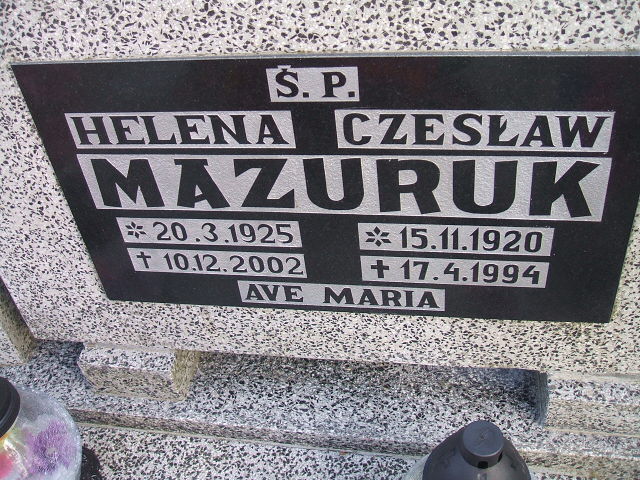 Ś.P.
HELENA CZESŁAW
MAZURUK
* 20.3.1925 * 15.11.1920
† 10.12.2002 † 17.4.1994
AVE MARIA